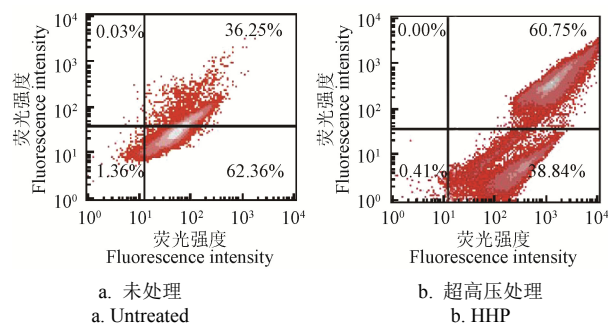 10⁴
10³
10²
10¹
10⁰
荧光强度
Fluorescence intensity
0.03%
36.25%
1.36%
62.36%
10⁰ 10¹ 10² 10³ 10⁴
荧光强度
Fluorescence intensity
a. 未处理
a. Untreated
10⁴
10³
10²
10¹
10⁰
荧光强度
Fluorescence intensity
0.00%
60.75%
0.41%
38.84%
10⁰ 10¹ 10² 10³ 10⁴
荧光强度
Fluorescence intensity
b. 超高压处理
b. HHP